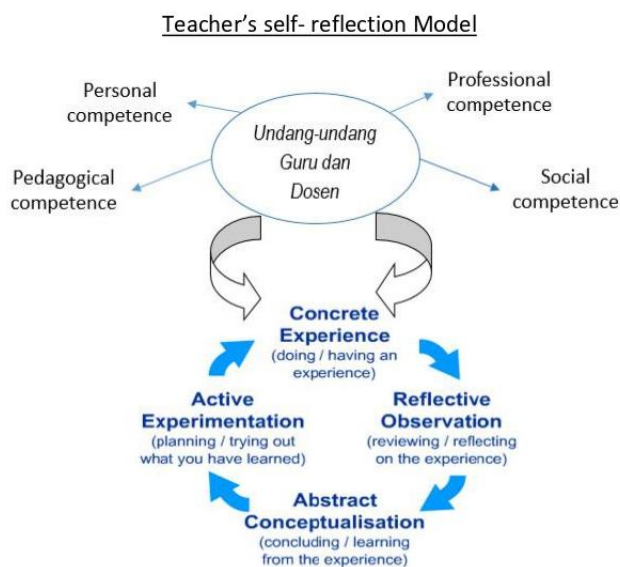 Teacher's self- reflection Model
Personal
competence
Professional
competence
Undang-undang
Guru dan
Dosen
Pedagogical
competence
Social
competence
Concrete
Experience
(doing / having an
experience)
Active
Experimentation
(planning / trying out
what you have learned)
Reflective
Observation
(reviewing / reflecting
on the experience)
Abstract
Conceptualisation
(concluding / learning
from the experience)